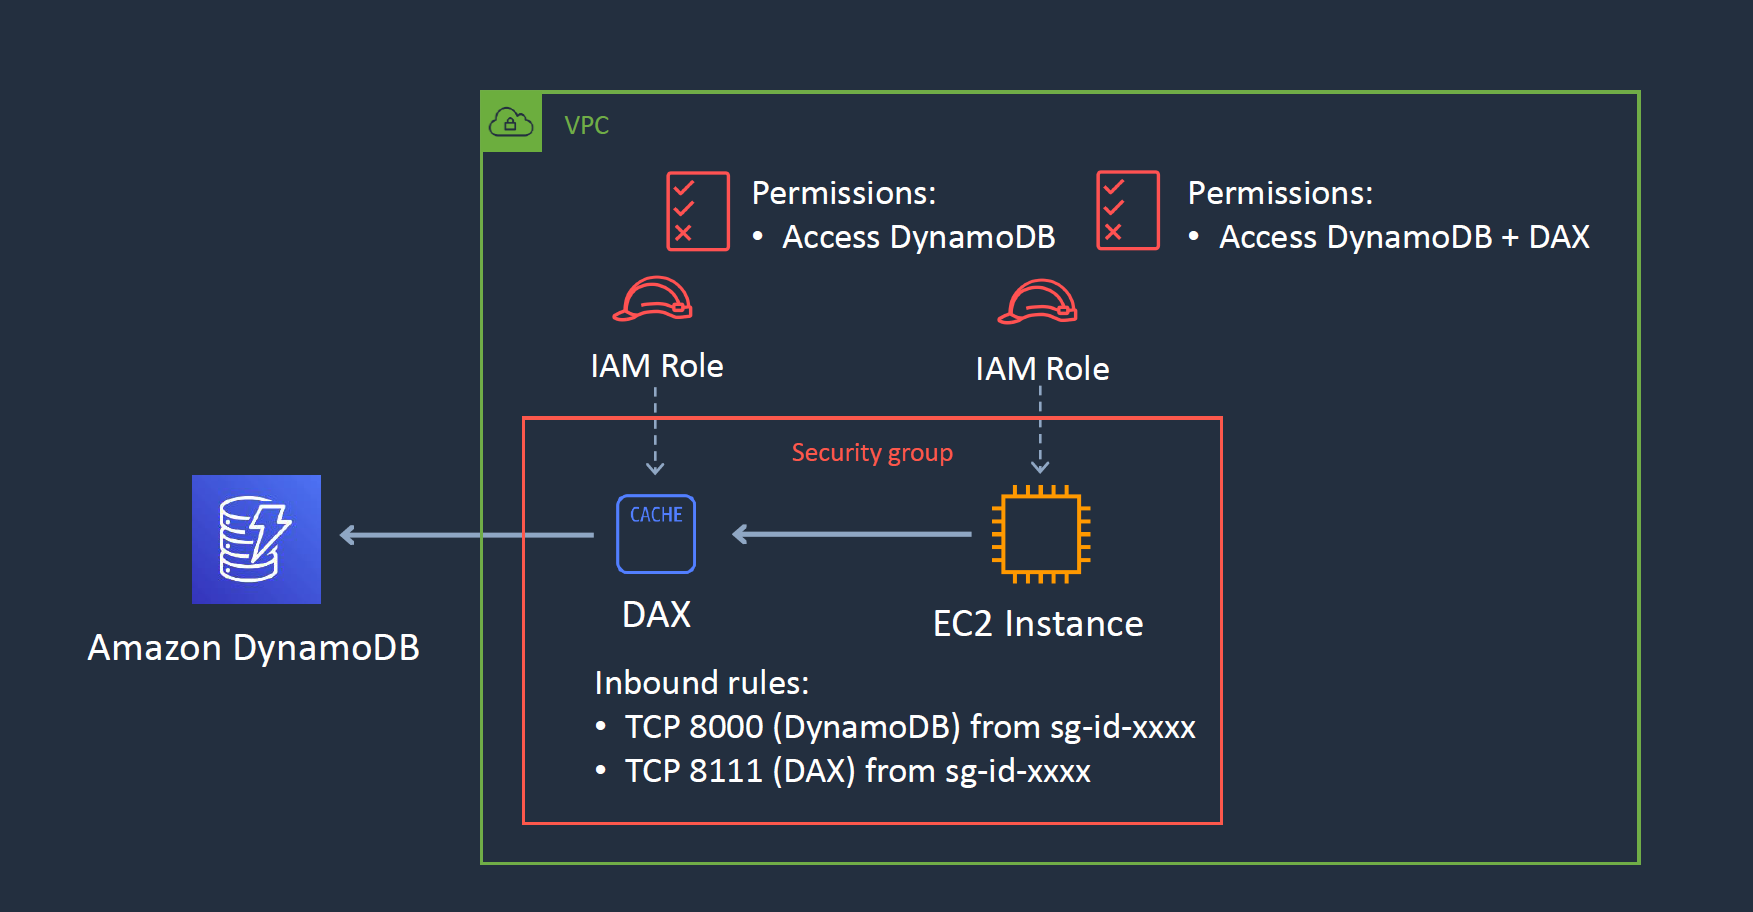 VPC
Permissions:
• Access DynamoDB
Permissions:
• Access DynamoDB + DAX
IAM Role
IAM Role
Security group
CACHE
DAX
EC2 Instance
Amazon DynamoDB
Inbound rules:
• TCP 8000 (DynamoDB) from sg-id-xxxx
• TCP 8111 (DAX) from sg-id-xxxx